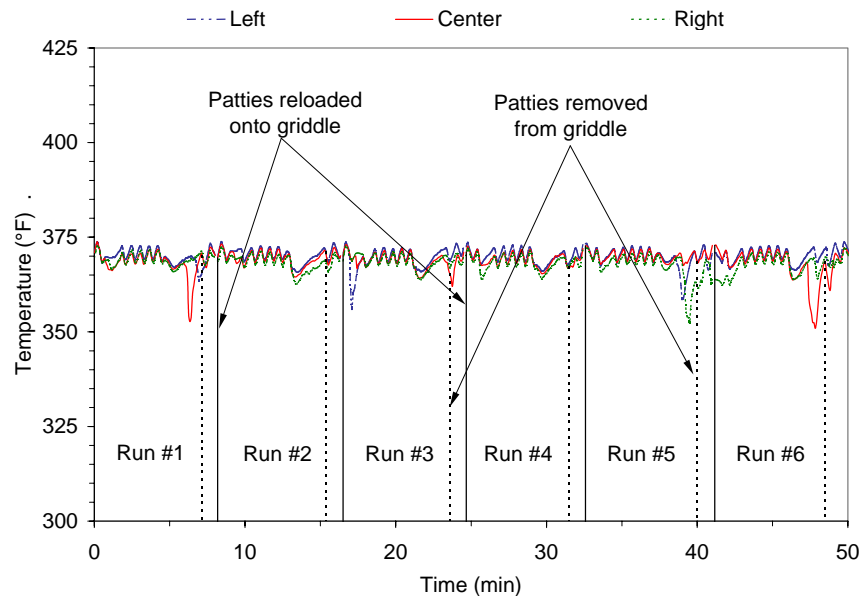 Left Center Right
425
400
375
350
325
300
Temperature (°F) .
Patties reloaded
onto griddle
Patties removed
from griddle
Run #1 Run #2 Run #3 Run #4 Run #5 Run #6
0 10 20 30 40 50
Time (min)